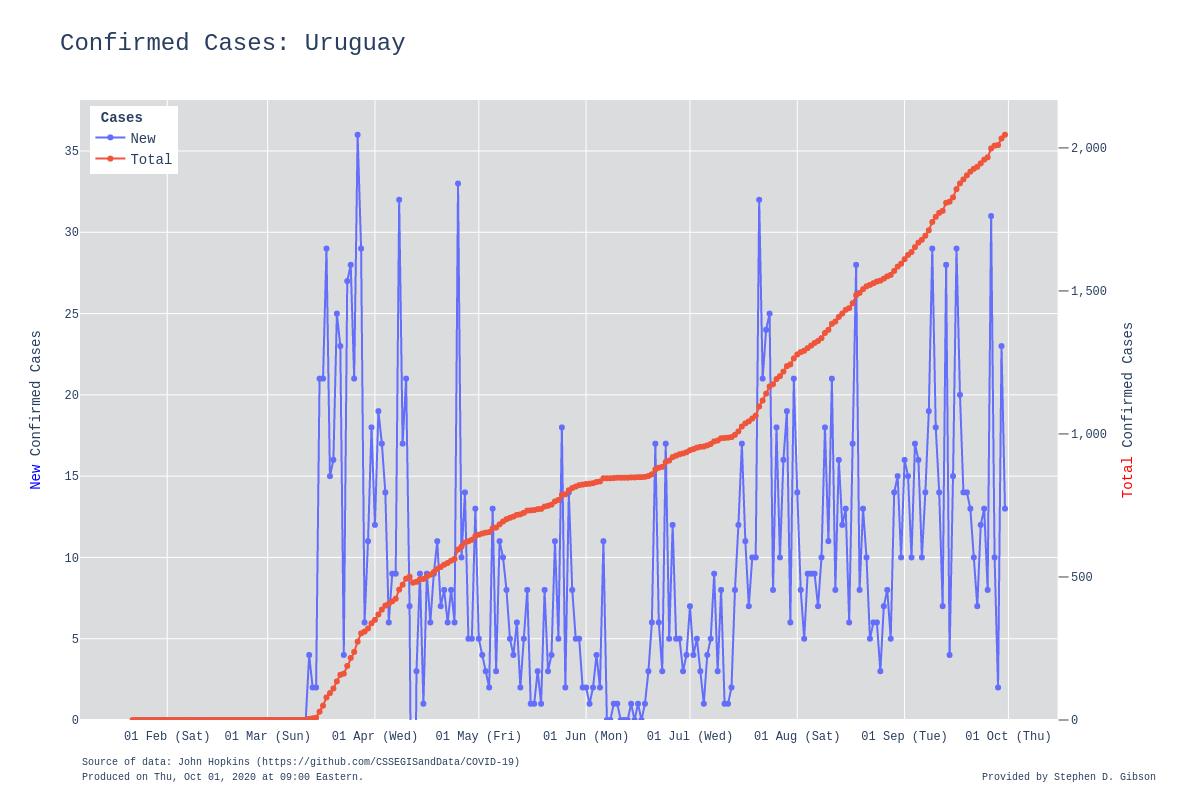 Confirmed Cases: Uruguay
Cases
New
Total
35
30
25
20
15
10
5
0
2,000
1,500
1,000
500
0
New Confirmed Cases
Total Confirmed Cases
01 Feb (Sat) 01 Mar (Sun) 01 Apr (Wed) 01 May (Fri) 01 Jun (Mon) 01 Jul (Wed) 01 Aug (Sat) 01 Sep (Tue) 01 Oct (Thu)
Source of data: John Hopkins (https://github.com/CSSEGISandData/COVID-19)
Produced on Thu, Oct 01, 2020 at 09:00 Eastern.
Provided by Stephen D. Gibson